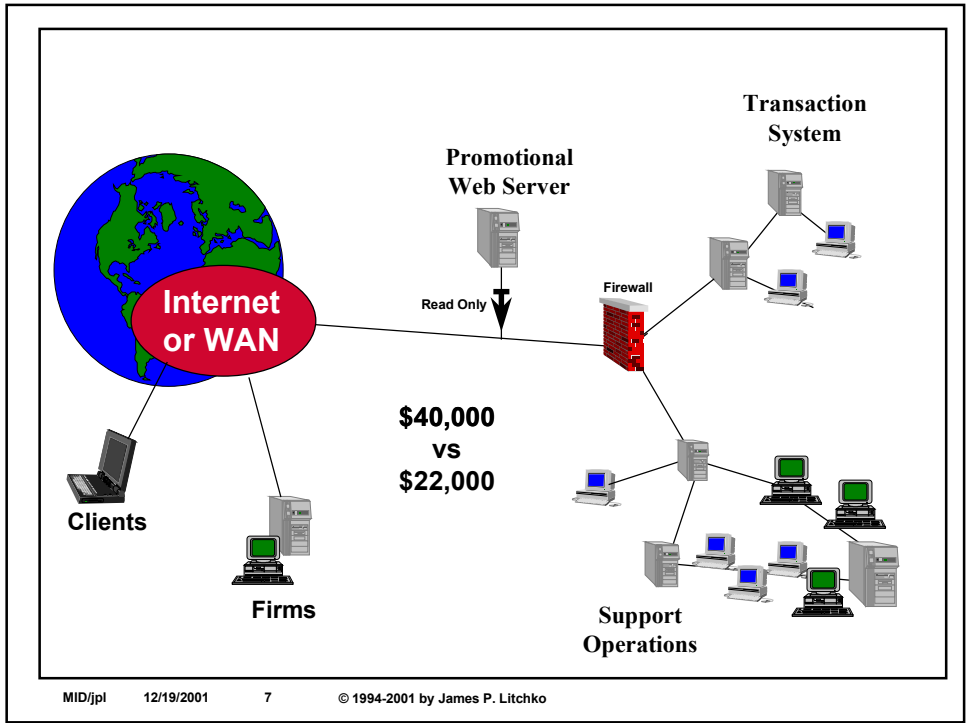 Transaction
System
Promotional
Web Server
Firewall
Read Only
Internet
or WAN
$40,000
vs
$22,000
Clients
Firms
Support
Operations
MID/jpl 12/19/2001 7 © 1994-2001 by James P. Litchko